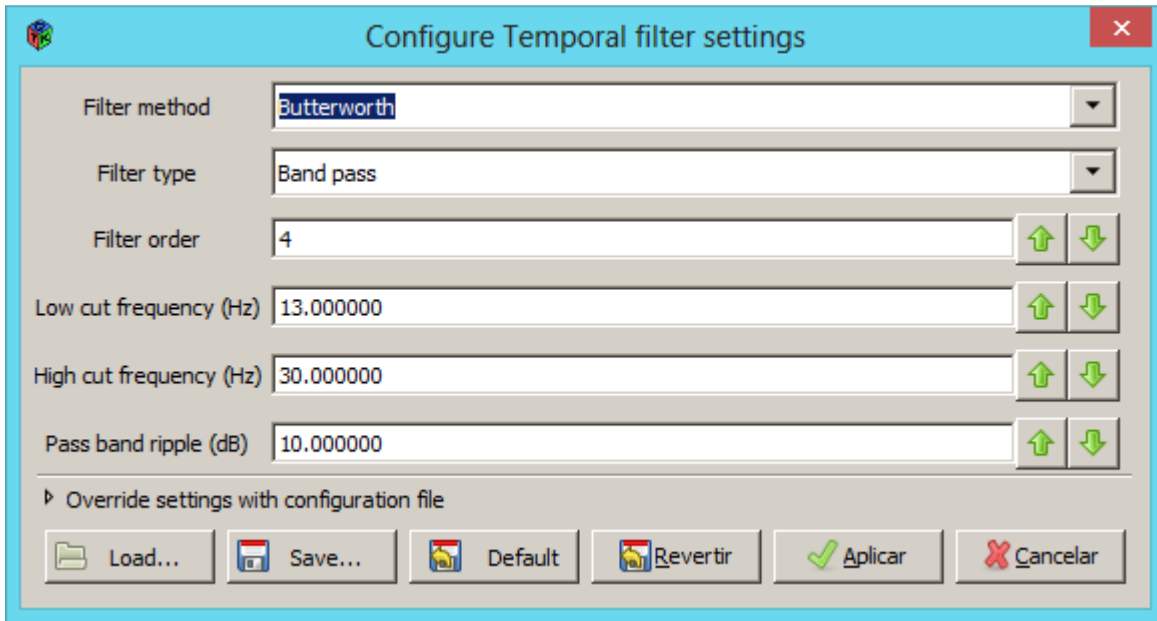 Configure Temporal filter settings
Filter method Butterworth
Filter type Band pass
Filter order 4
Low cut frequency (Hz) 13.000000
High cut frequency (Hz) 30.000000
Pass band ripple (dB) 10.000000
Override settings with configuration file
Load... Save... Default Revertir Aplicar Cancelar